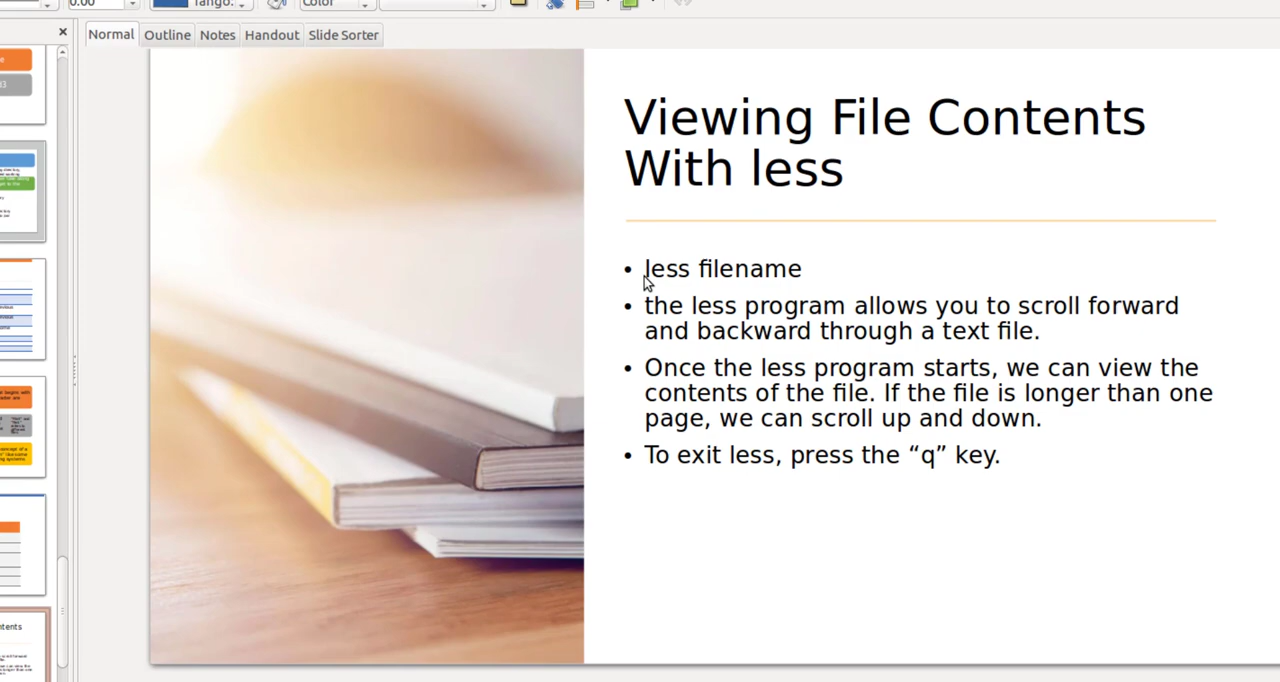 0.00
Tango:
Color
Normal Outline Notes Handout Slide Sorter
Viewing File Contents
With less
• less filename
• the less program allows you to scroll forward
and backward through a text file.
• Once the less program starts, we can view the
contents of the file. If the file is longer than one
page, we can scroll up and down.
• To exit less, press the “q” key.